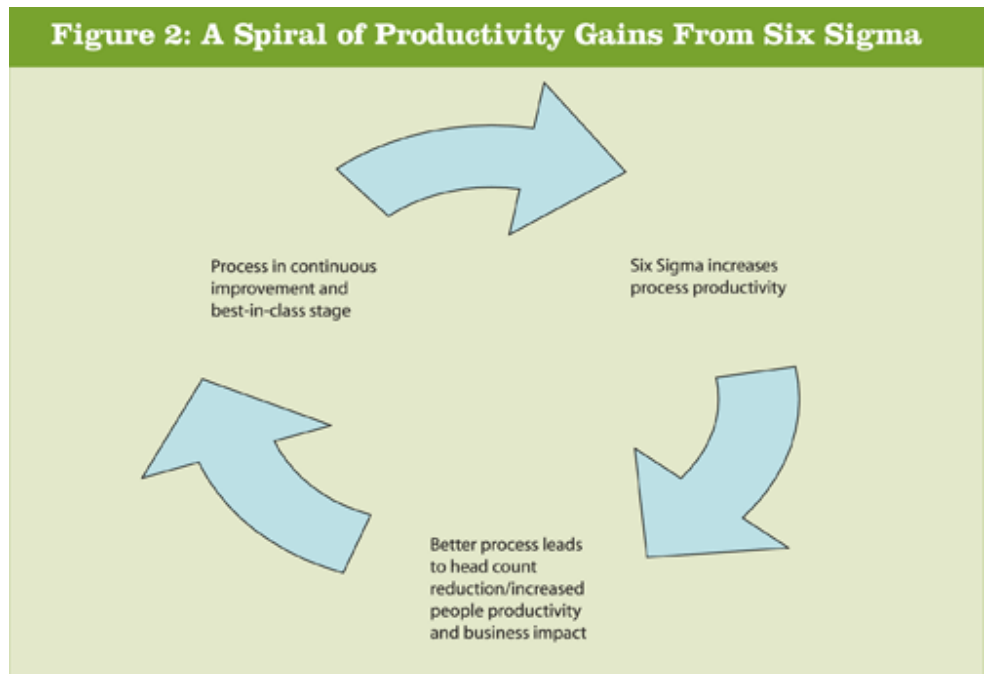 Figure 2: A Spiral of Productivity Gains From Six Sigma
Process in continuous
improvement and
best-in-class stage
Six Sigma increases
process productivity
Better process leads
to head count
reduction/increased
people productivity
and business impact